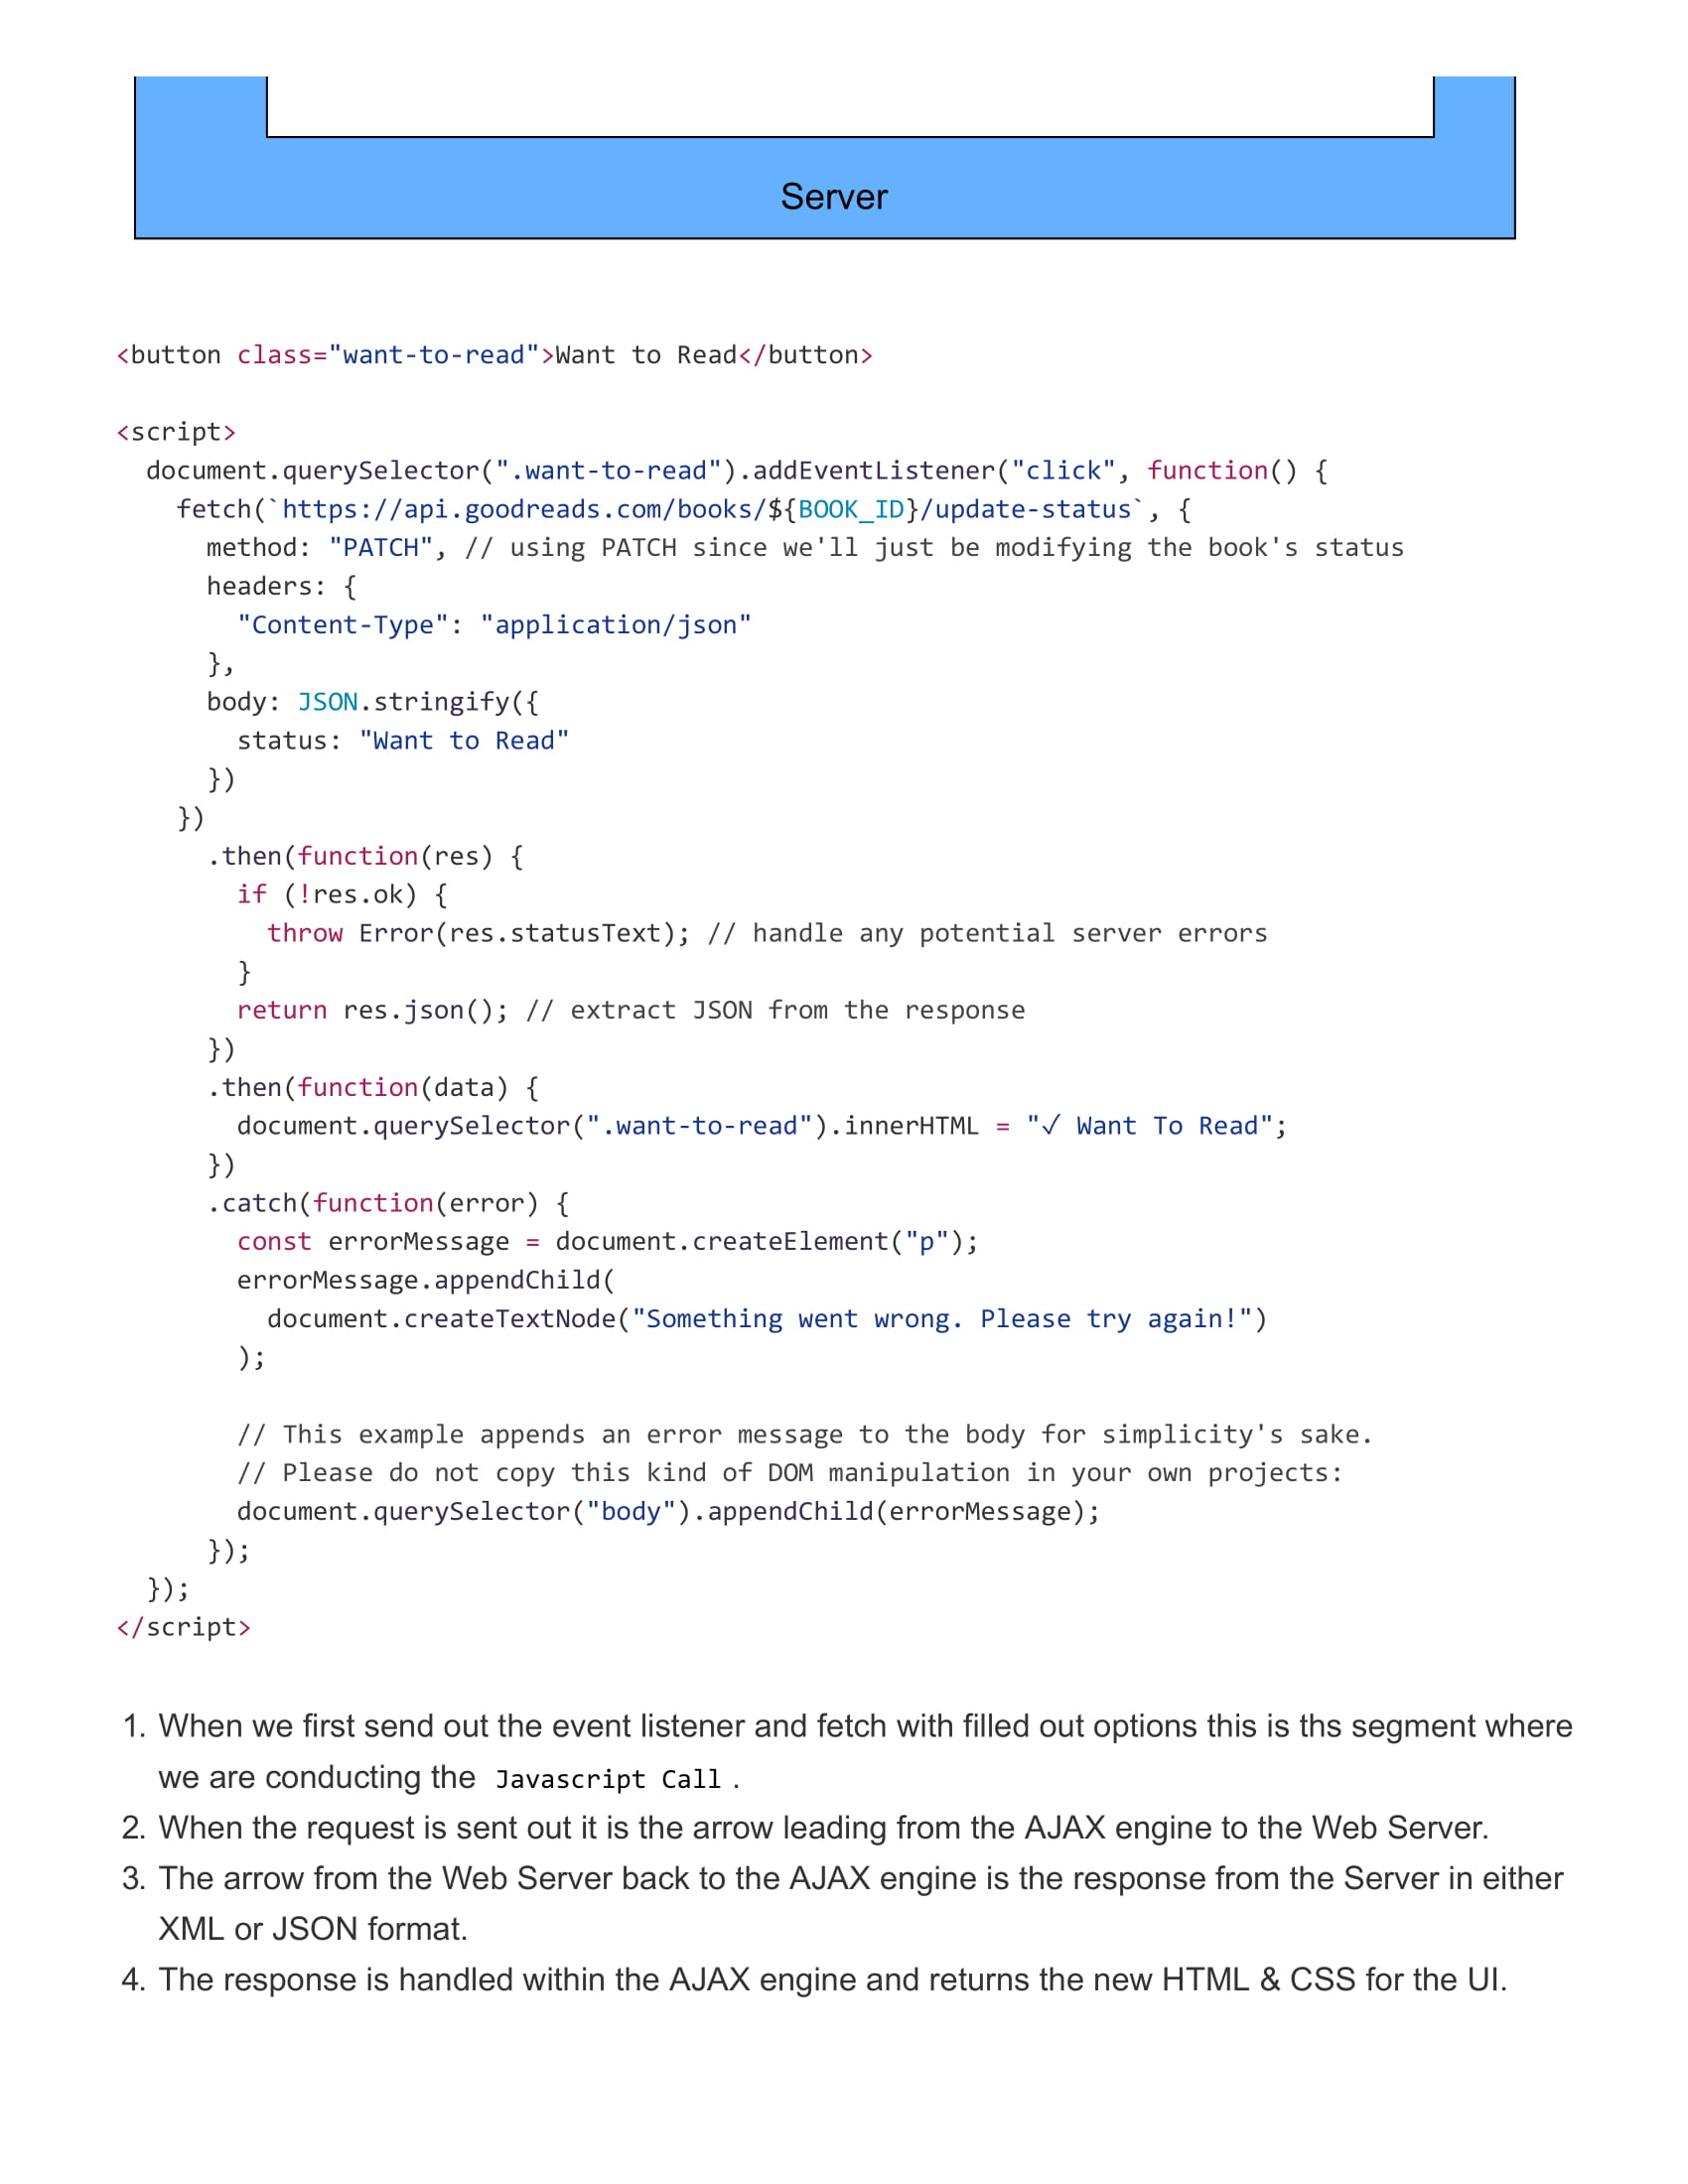 Server
<button class="want-to-read">Want to Read</button>
<script>
  document.querySelector(".want-to-read").addEventListener("click", function() {
    fetch(`https://api.goodreads.com/books/${BOOK_ID}/update-status`, {
      method: "PATCH", // using PATCH since we'll just be modifying the book's status
      headers: {
        "Content-Type": "application/json"
      },
      body: JSON.stringify({
        status: "Want to Read"
      })
    })
      .then(function(res) {
        if (!res.ok) {
          throw Error(res.statusText); // handle any potential server errors
        }
        return res.json(); // extract JSON from the response
      })
      .then(function(data) {
        document.querySelector(".want-to-read").innerHTML = "✓ Want To Read";
      })
      .catch(function(error) {
        const errorMessage = document.createElement("p");
        errorMessage.appendChild(
          document.createTextNode("Something went wrong. Please try again!")
        );
        // This example appends an error message to the body for simplicity's sake.
        // Please do not copy this kind of DOM manipulation in your own projects:
        document.querySelector("body").appendChild(errorMessage);
      });
  });
</script>
1. When we first send out the event listener and fetch with filled out options this is ths segment where
we are conducting the Javascript Call .
2. When the request is sent out it is the arrow leading from the AJAX engine to the Web Server.
3. The arrow from the Web Server back to the AJAX engine is the response from the Server in either
XML or JSON format.
4. The response is handled within the AJAX engine and returns the new HTML & CSS for the UI.